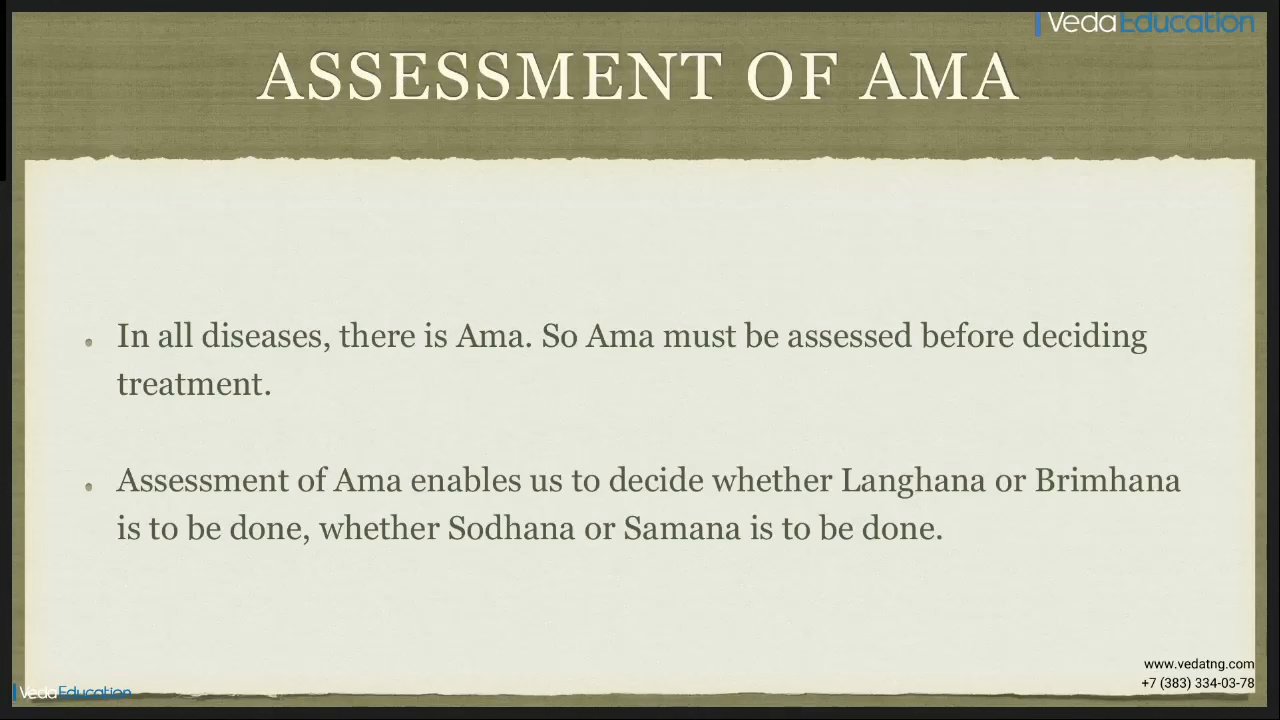 VedaEducation
ASSESSMENT OF AMA
In all diseases, there is Ama. So Ama must be assessed before deciding
treatment.
Assessment of Ama enables us to decide whether Langhana or Brimhana
is to be done, whether Sodhana or Samana is to be done.
www.vedatng.com
+7 (383) 334-03-78
VedaEducation